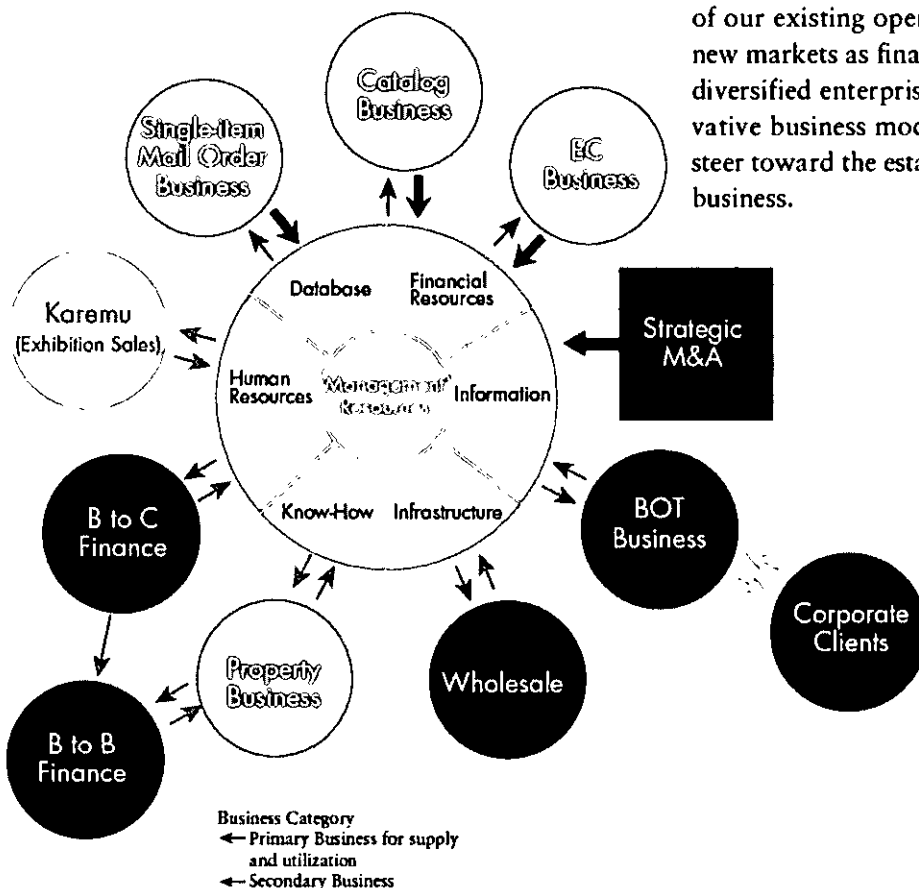 of our existing oper
new markets as fina
diversified enterpris
vative business mod
steer toward the esta
business.
Catalog
Business
Single-item
Mail Order
Business
EC
Business
Database
Financial
Resources
Karemu
(Exhibition Sales)
Strategic
M&A
Human
Resources
Management
Resources
Information
Know-How
Infrastructure
B to C
Finance
BOT
Business
Corporate
Clients
Property
Business
Wholesale
B to B
Finance
Business Category
Primary Business for supply
and utilization
Secondary Business